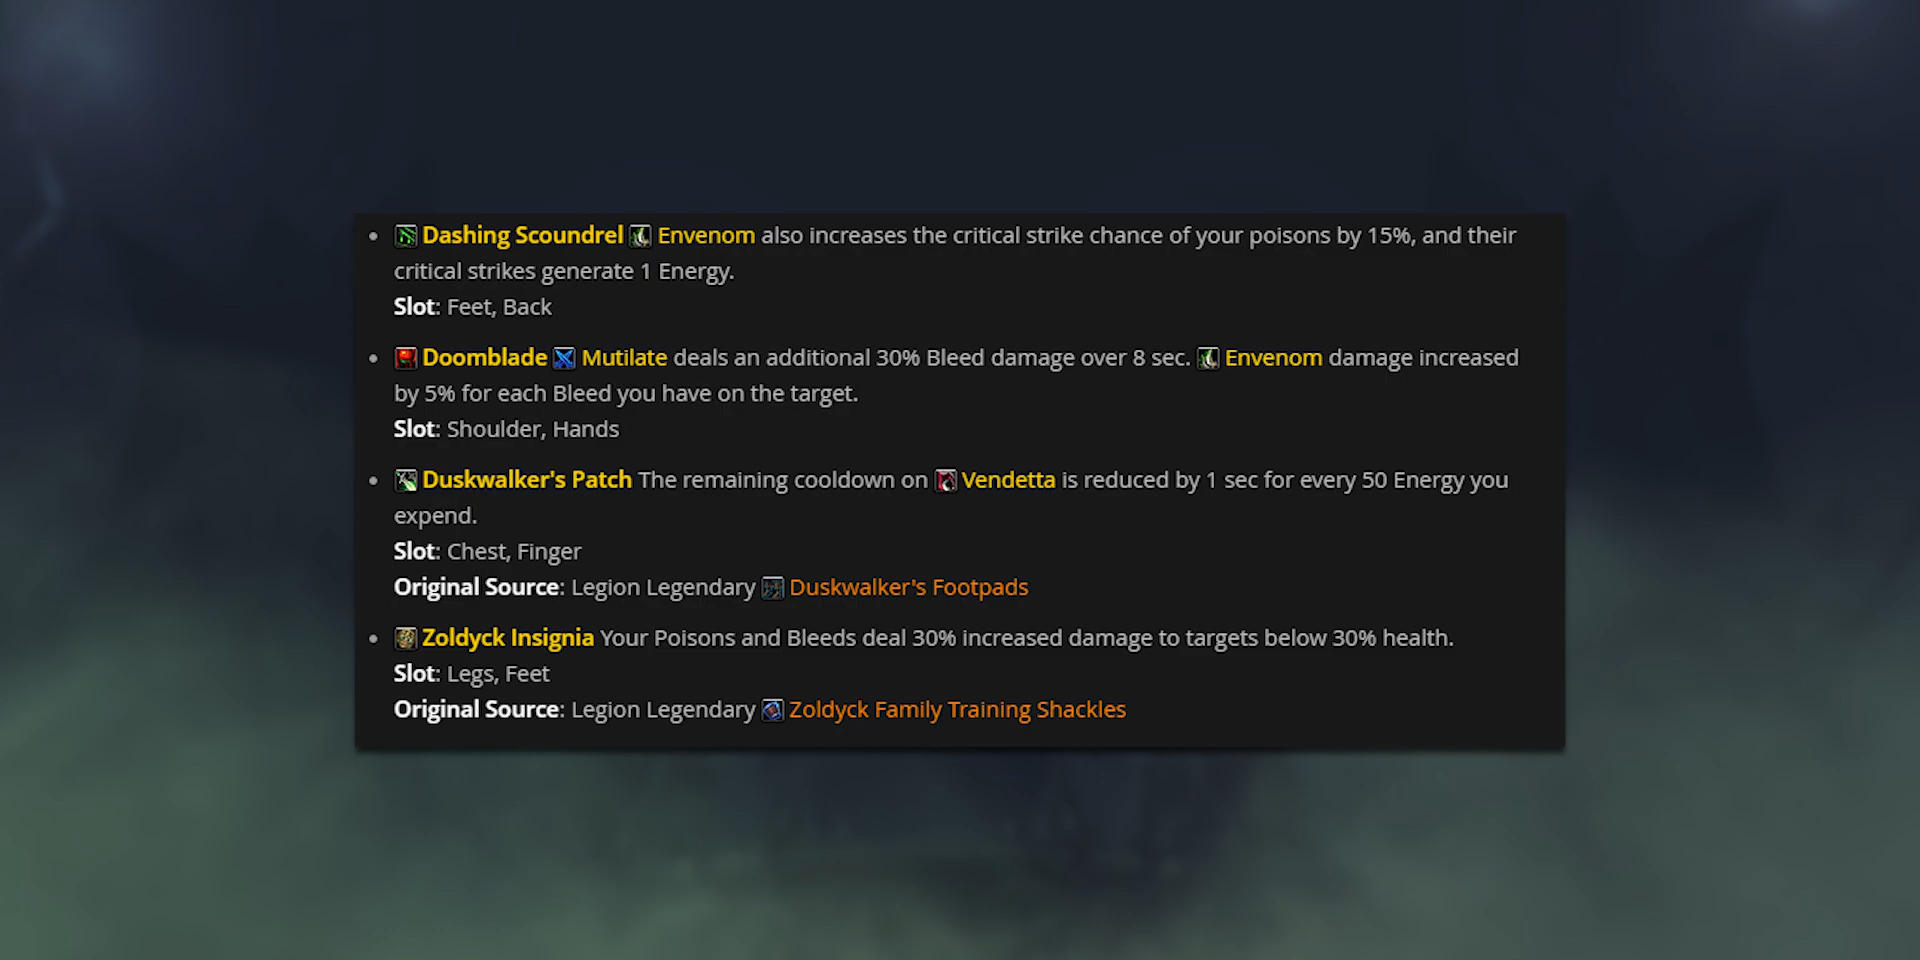 Dashing Scoundrel Envenom also increases the critical strike chance of your poisons by 15%, and their
critical strikes generate 1 Energy.
Slot: Feet, Back
Doomblade Mutilate deals an additional 30% Bleed damage over 8 sec. Envenom damage increased
by 5% for each Bleed you have on the target.
Slot: Shoulder, Hands
Duskwalker's Patch The remaining cooldown on Vendetta is reduced by 1 sec for every 50 Energy you
expend.
Slot: Chest, Finger
Original Source: Legion Legendary Duskwalker's Footpads
Zoldyck Insignia Your Poisons and Bleeds deal 30% increased damage to targets below 30% health.
Slot: Legs, Feet
Original Source: Legion Legendary Zoldyck Family Training Shackles